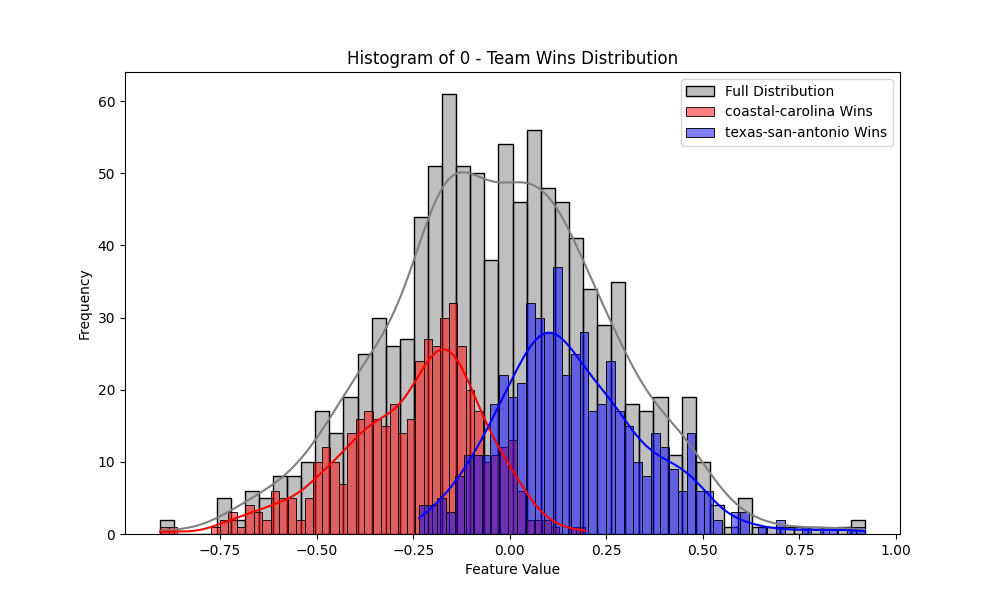 Histogram of 0 - Team Wins Distribution
Full Distribution
coastal-carolina Wins
texas-san-antonio Wins
Frequency
60
50
40
30
20
10
0
−0.75 −0.50 −0.25 0.00 0.25 0.50 0.75 1.00
Feature Value